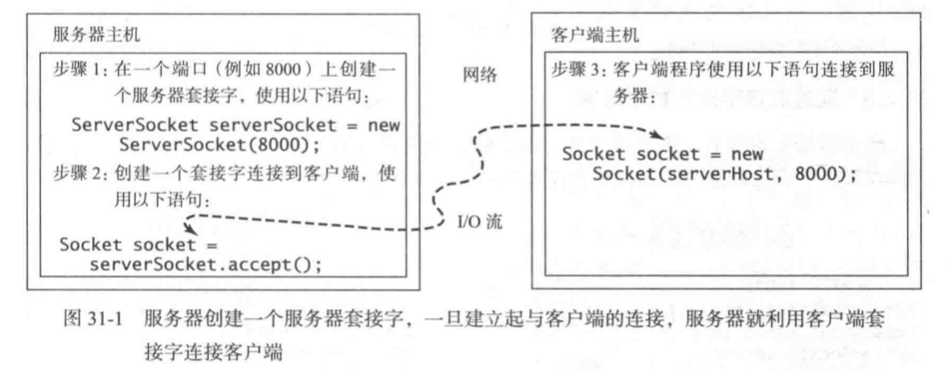 服务器主机
步骤 1：在一个端口（例如 8000）上创建一
个服务器套接字，使用以下语句：
ServerSocket serverSocket = new
ServerSocket(8000);
步骤 2：创建一个套接字连接到客户端，使
用以下语句：
Socket socket =
serverSocket.accept();
网络
I/O 流
客户端主机
步骤 3：客户端程序使用以下语句连接到服
务器：
Socket socket = new
Socket(serverHost, 8000);
图 31-1 服务器创建一个服务器套接字，一旦建立起与客户端的连接，服务器就利用客户端套
接字连接客户端